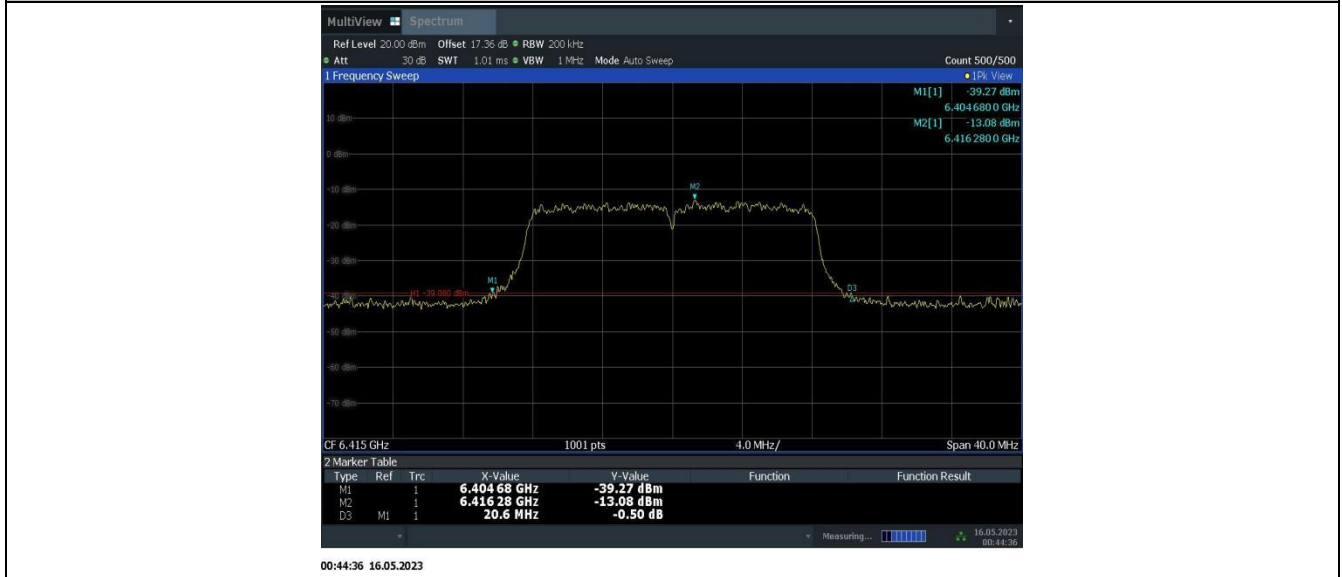 MultiView Spectrum
Ref Level 20.00 dBm Offset 17.36 dB RBW 200 kHz
Att 30 dB SWT 1.01 ms VBW 1 MHz Mode Auto Sweep Count 500/500
1 Frequency Sweep 1Pk View
M1[1] -39.27 dBm
6.4046800 GHz
M2[1] -13.08 dBm
6.4162800 GHz
10 dBm
0 dBm
-10 dBm
M2
-20 dBm
-30 dBm
M1
D3
-40 dBm
H1 -39.080 dBm
-50 dBm
-60 dBm
-70 dBm
CF 6.415 GHz 1001 pts 4.0 MHz/ Span 40.0 MHz
2 Marker Table
Type Ref Trc X-Value Y-Value Function Function Result
M1 1 6.404 68 GHz -39.27 dBm
M2 1 6.416 28 GHz -13.08 dBm
D3 M1 1 20.6 MHz -0.50 dB
Measuring... 16.05.2023
00:44:36
00:44:36 16.05.2023